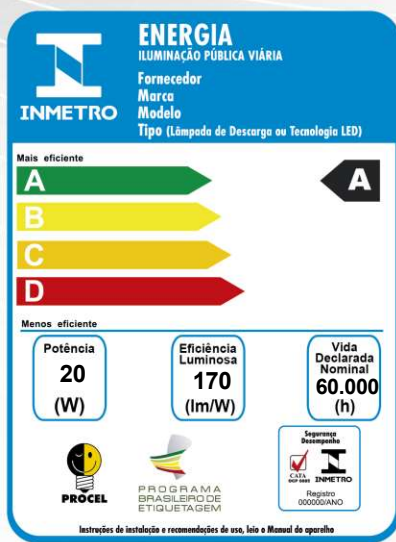 ENERGIA
ILUMINAÇÃO PÚBLICA VIÁRIA
Fornecedor
Marca
Modelo
Tipo (Lâmpada de Descarga ou Tecnologia LED)
INMETRO
Mais eficiente
A
A
B
C
D
Menos eficiente
Potência
20
(W)
Eficiência
Luminosa
170
(lm/W)
Vida
Declarada
Nominal
60.000
(h)
PROCEL
PROGRAMA
BRASILEIRO DE
ETIQUETAGEM
Segurança
Desempenho
INMETRO
Registro
000000/ANO
Instruções de instalação e recomendações de uso, leia o Manual do aparelho